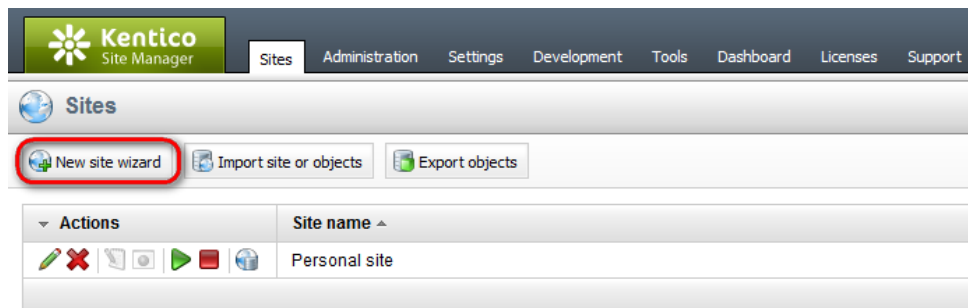 Kentico
Site Manager
Sites Administration Settings Development Tools Dashboard Licenses Support
Sites
New site wizard Import site or objects Export objects
Actions Site name
Personal site